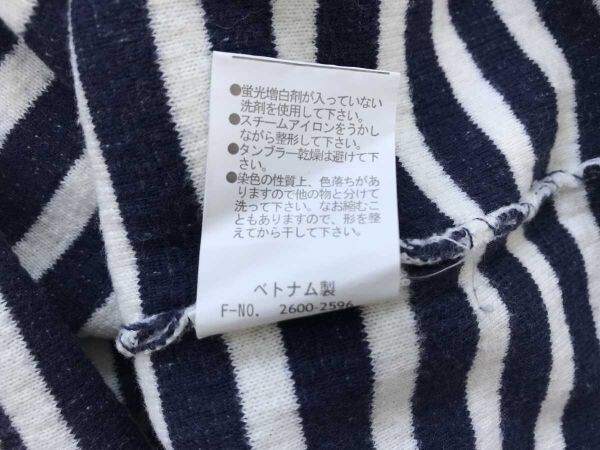 ●蛍光増白剤が入っていない
洗剤を使用して下さい。
●スチームアイロンをうかし
ながら整形して下さい。
●タンブラー乾燥は避けて下
さい。
●染色の性質上、色落ちがあ
りますので他の物と分けて
洗って下さい。なお縮むこ
ともありますので、形を整
えてから干して下さい。
ベトナム製
F-NO. 2600-2596